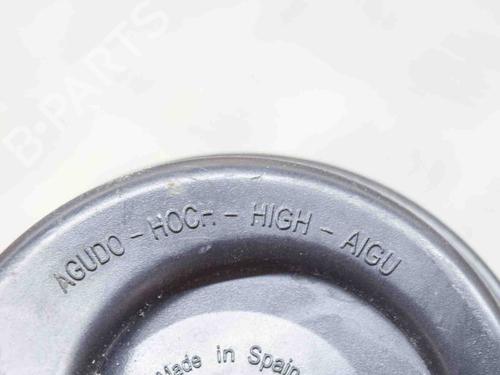 B-PARTS
AGUDO - HOCH - HIGH - AIGU
Made in Spain